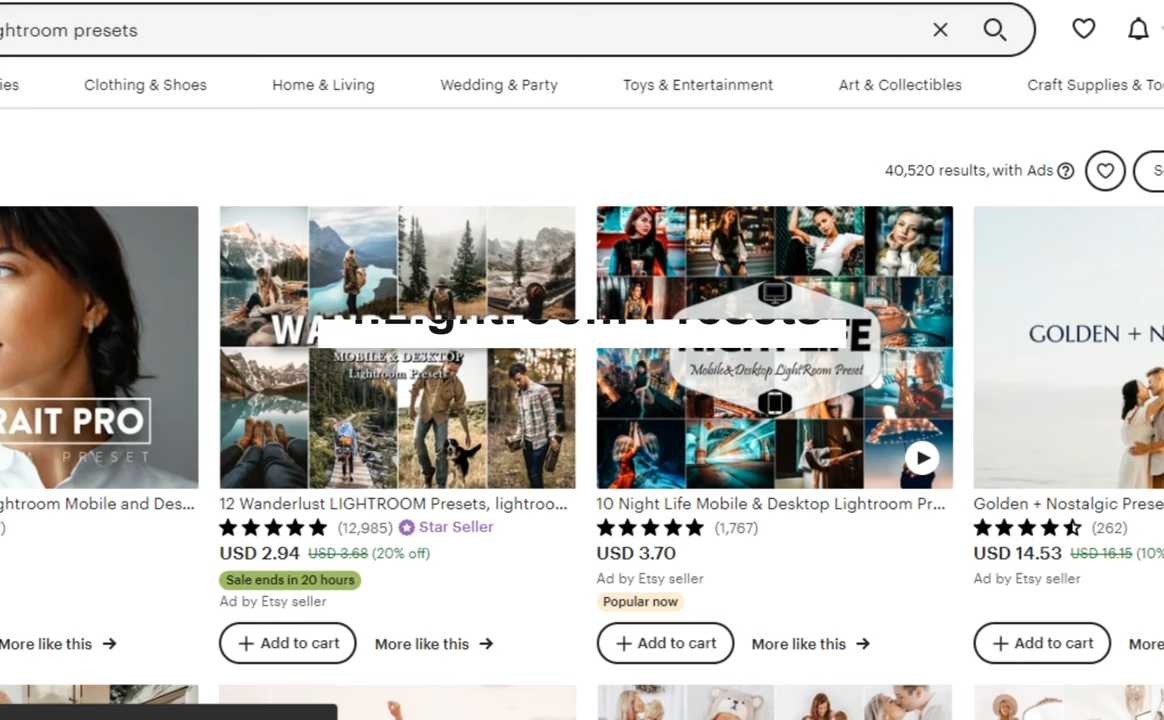 ghtroom presets
ies Clothing & Shoes Home & Living Wedding & Party Toys & Entertainment Art & Collectibles Craft Supplies & To
40,520 results, with Ads
RAIT PRO
PRESET
MOBILE & DESKTOP
Lightroom Presets
Lightroom Presets
LIFE
Mobile&Desktop LightRoom Preset
GOLDEN + N
ghtroom Mobile and Des...
12 Wanderlust LIGHTROOM Presets, lightroo...
(12,985) Star Seller
USD 2.94 USD 3.68 (20% off)
Sale ends in 20 hours
Ad by Etsy seller
10 Night Life Mobile & Desktop Lightroom Pr...
(1,767)
USD 3.70
Ad by Etsy seller
Popular now
Golden + Nostalgic Prese
(262)
USD 14.53 USD 16.15 (10%
Ad by Etsy seller
More like this →
+ Add to cart More like this →
+ Add to cart More like this →
+ Add to cart More